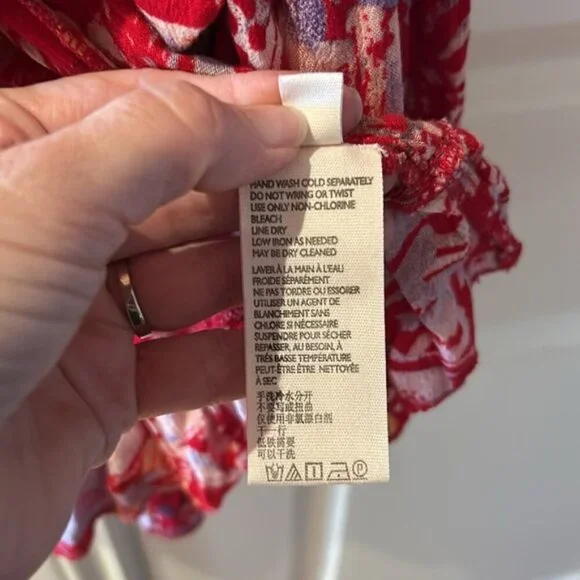 HAND WASH COLD SEPARATELY
DO NOT WRING OR TWIST
USE ONLY NON-CHLORINE
BLEACH
LINE DRY
LOW IRON AS NEEDED
MAY BE DRY CLEANED
LAVER À LA MAIN À L'EAU
FROIDE SÉPARÉMENT
NE PAS TORDRE OU ESSORER
UTILISER UN AGENT DE
BLANCHIMENT SANS
CHLORE SI NÉCESSAIRE
SUSPENDRE POUR SÉCHER
REPASSER, AU BESOIN, À
TRÉS BASSE TEMPÉRATURE
PEUT-ÊTRE ÊTRE NETTOYÉE
À SEC
手洗冷水分开
不要写或扭曲
仅使用非氯漂白剂
干一行
低铁需要
可以干洗
P